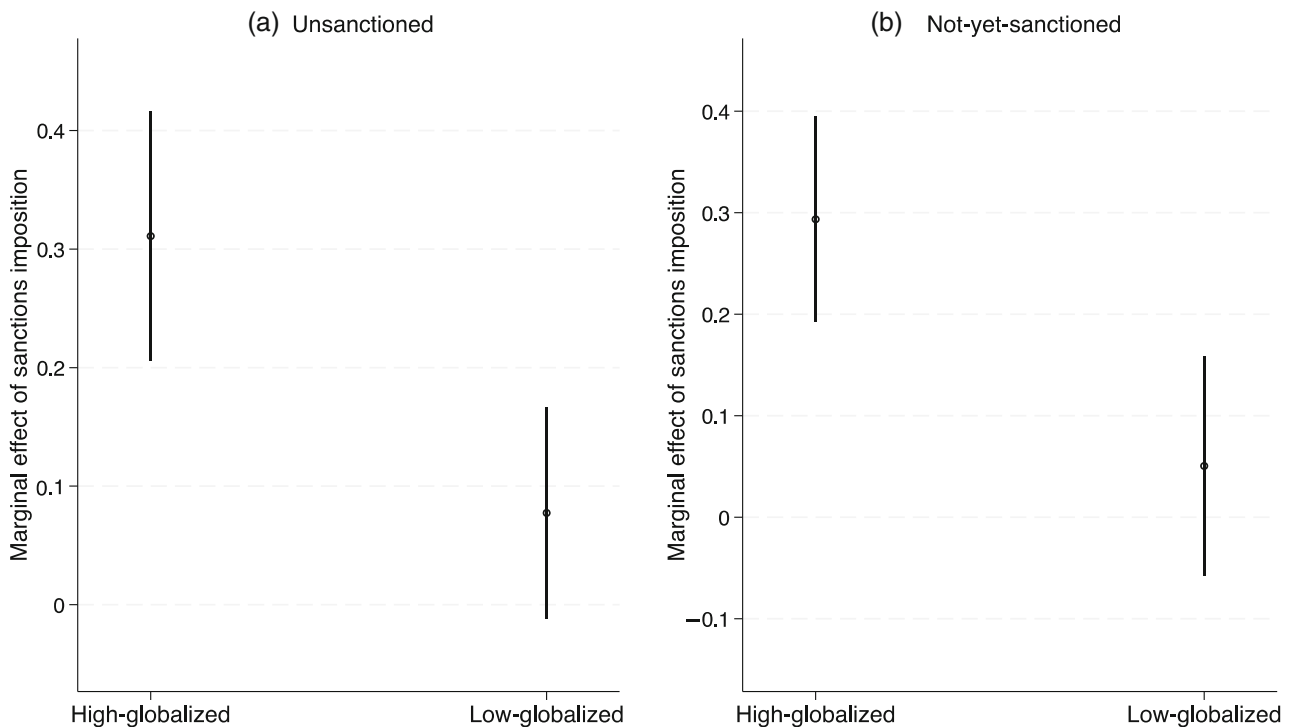 (a) Unsanctioned
Marginal effect of sanctions imposition
0.4
0.3
0.2
0.1
0
High-globalized
Low-globalized
(b) Not-yet-sanctioned
Marginal effect of sanctions imposition
0.4
0.3
0.2
0.1
0
−0.1
High-globalized
Low-globalized